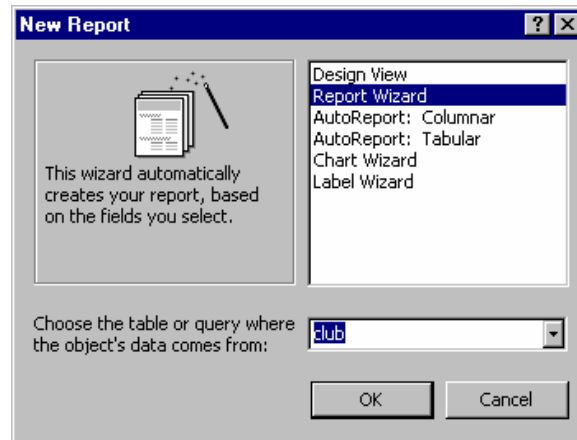 New Report
Design View
Report Wizard
AutoReport: Columnar
AutoReport: Tabular
Chart Wizard
Label Wizard
This wizard automatically
creates your report, based
on the fields you select.
Choose the table or query where
the object's data comes from:
club
OK
Cancel